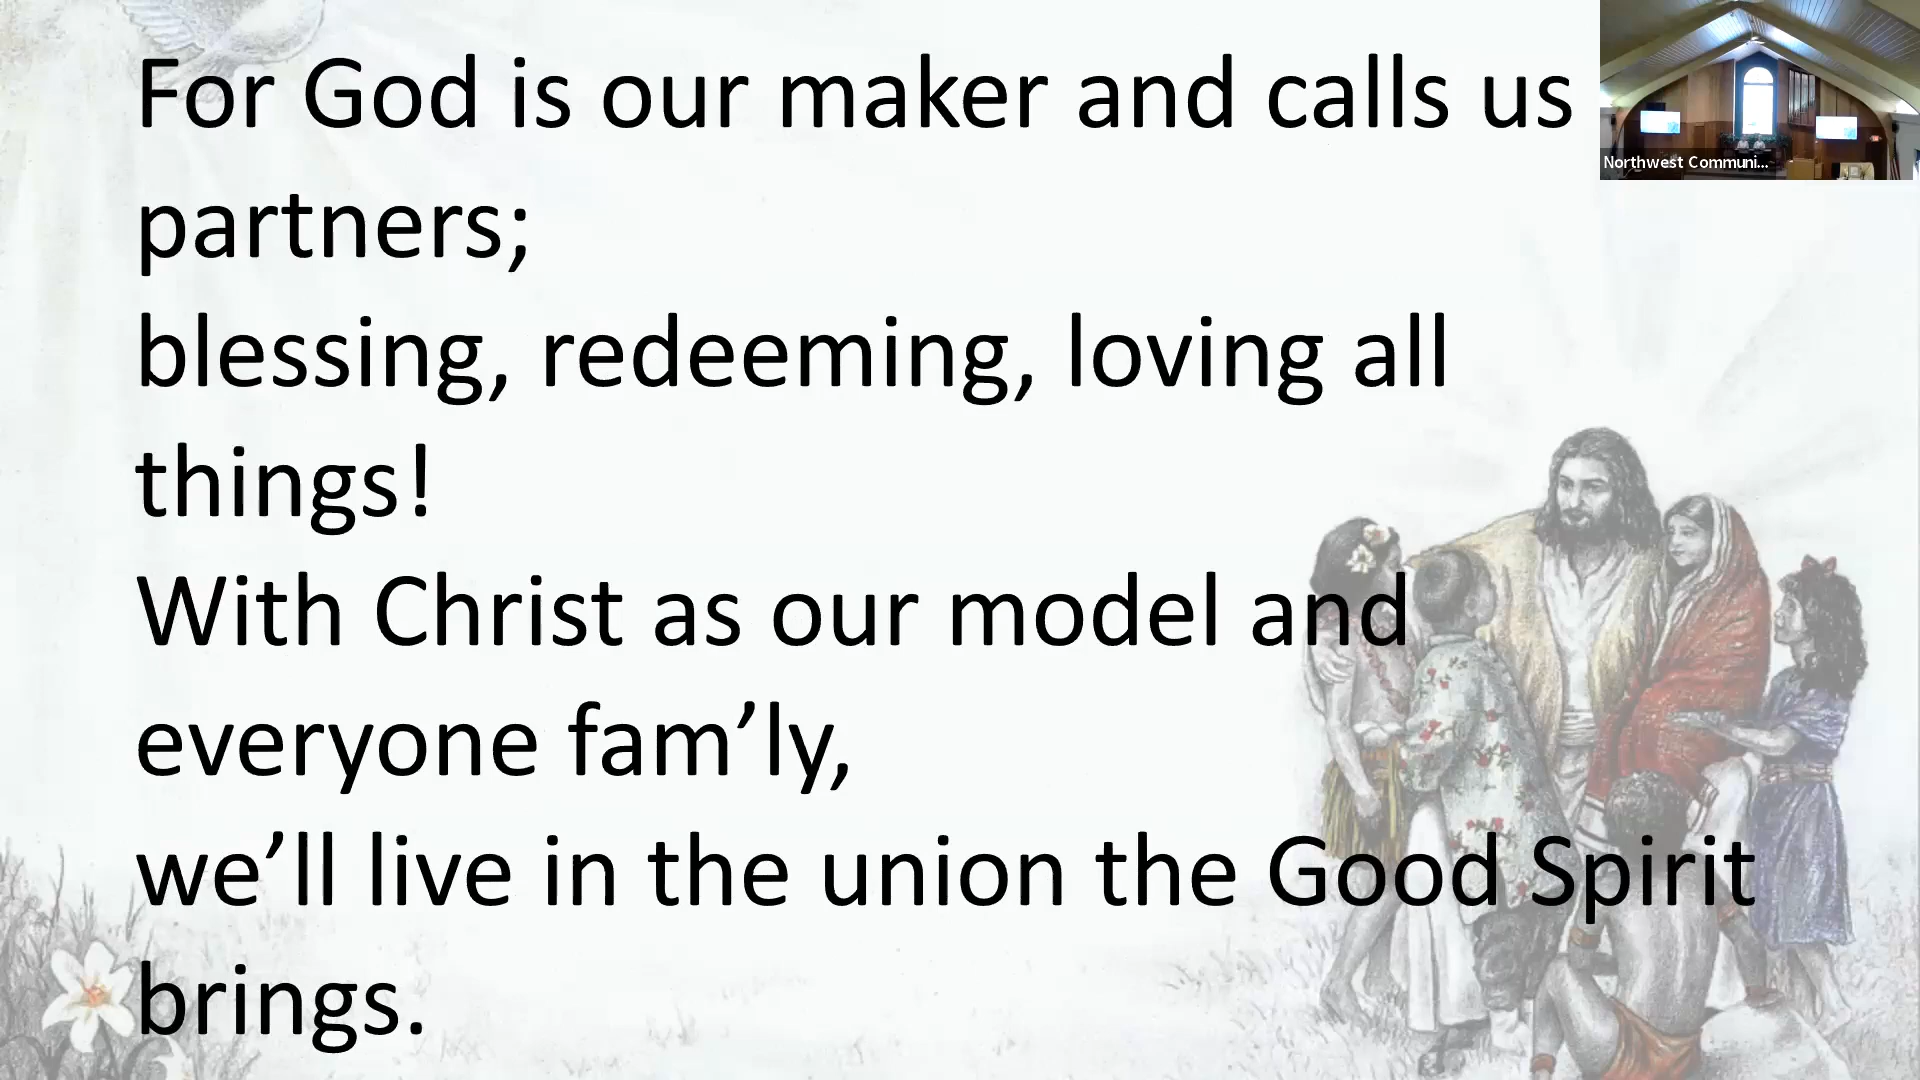 For God is our maker and calls us
partners;
blessing, redeeming, loving all
things!
With Christ as our model and
everyone fam’ly,
we’ll live in the union the Good Spirit
brings.
Northwest Communi...